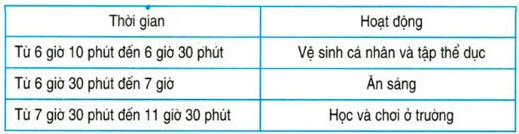 Thời gian Hoạt động
Từ 6 giờ 10 phút đến 6 giờ 30 phút Vệ sinh cá nhân và tập thể dục
Từ 6 giờ 30 phút đến 7 giờ Ăn sáng
Từ 7 giờ 30 phút đến 11 giờ 30 phút Học và chơi ở trường